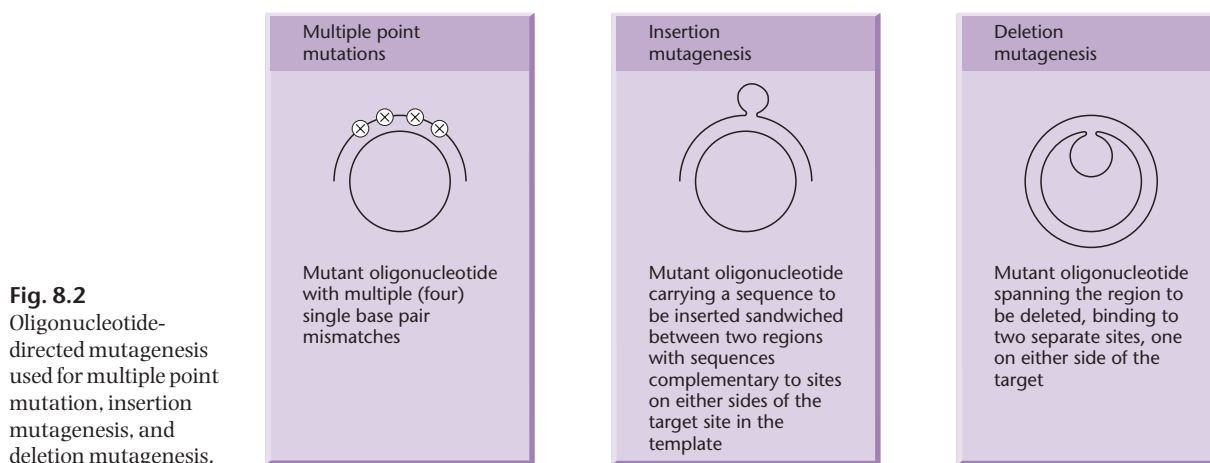 Multiple point
mutations
Mutant oligonucleotide
with multiple (four)
single base pair
mismatches
Insertion
mutagenesis
Mutant oligonucleotide
carrying a sequence to
be inserted sandwiched
between two regions
with sequences
complementary to sites
on either sides of the
target site in the
template
Deletion
mutagenesis
Mutant oligonucleotide
spanning the region to
be deleted, binding to
two separate sites, one
on either side of the
target
Fig. 8.2
Oligonucleotide-
directed mutagenesis
used for multiple point
mutation, insertion
mutagenesis, and
deletion mutagenesis.